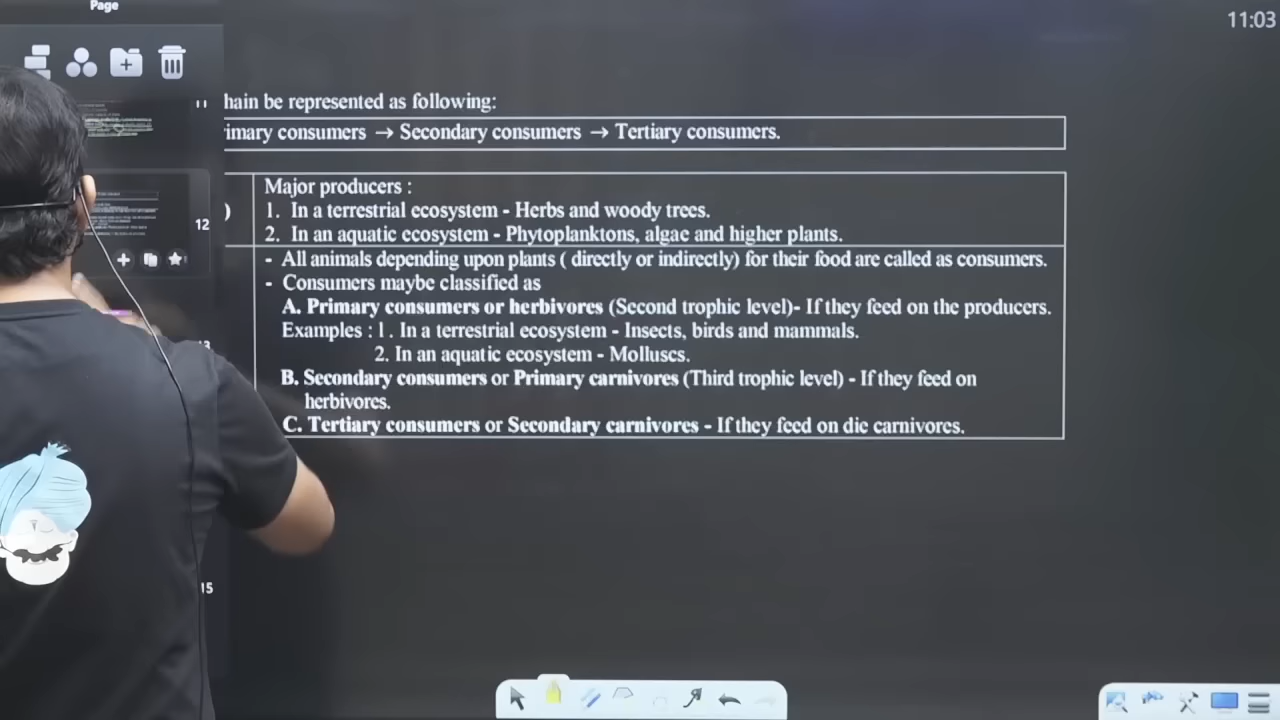 Page
11:03
11
hain be represented as following:
imary consumers → Secondary consumers → Tertiary consumers.
Major producers :
) 1. In a terrestrial ecosystem - Herbs and woody trees.
12
2. In an aquatic ecosystem - Phytoplanktons, algae and higher plants.
- All animals depending upon plants ( directly or indirectly) for their food are called as consumers.
- Consumers maybe classified as
A. Primary consumers or herbivores (Second trophic level)- If they feed on the producers.
Examples : 1. In a terrestrial ecosystem - Insects, birds and mammals.
2. In an aquatic ecosystem - Molluscs.
B. Secondary consumers or Primary carnivores (Third trophic level) - If they feed on
herbivores.
C. Tertiary consumers or Secondary carnivores - If they feed on die carnivores.
15